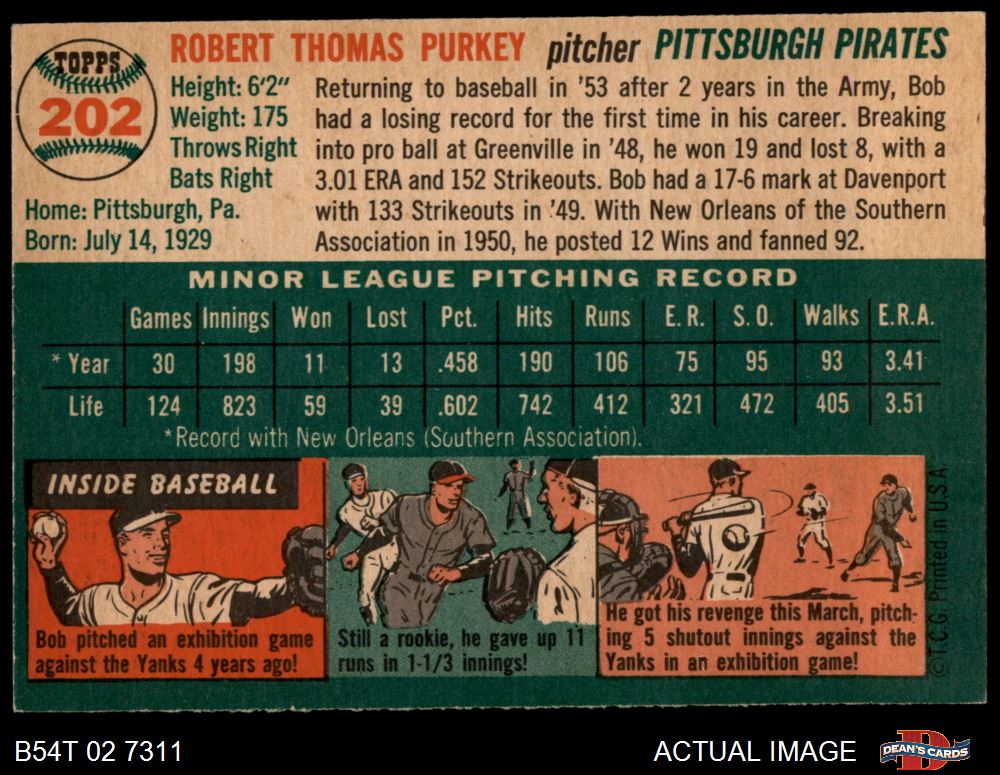 TOPPS
202
ROBERT THOMAS PURKEY pitcher PITTSBURGH PIRATES
Height: 6'2"
Weight: 175
Throws Right
Bats Right
Home: Pittsburgh, Pa.
Born: July 14, 1929
Returning to baseball in '53 after 2 years in the Army, Bob
had a losing record for the first time in his career. Breaking
into pro ball at Greenville in '48, he won 19 and lost 8, with a
3.01 ERA and 152 Strikeouts. Bob had a 17-6 mark at Davenport
with 133 Strikeouts in '49. With New Orleans of the Southern
Association in 1950, he posted 12 Wins and fanned 92.
MINOR LEAGUE PITCHING RECORD
Games Innings Won Lost Pct. Hits Runs E.R. S.O. Walks E.R.A.
* Year 30 198 11 13 .458 190 106 75 95 93 3.41
Life 124 823 59 39 .602 742 412 321 472 405 3.51
*Record with New Orleans (Southern Association).
INSIDE BASEBALL
Bob pitched an exhibition game
against the Yanks 4 years ago!
Still a rookie, he gave up 11
runs in 1-1/3 innings!
He got his revenge this March, pitch-
ing 5 shutout innings against the
Yanks in an exhibition game!
©T.C.G. Printed in U.S.A.
B54T 02 7311
ACTUAL IMAGE
D
DEAN'S CARDS